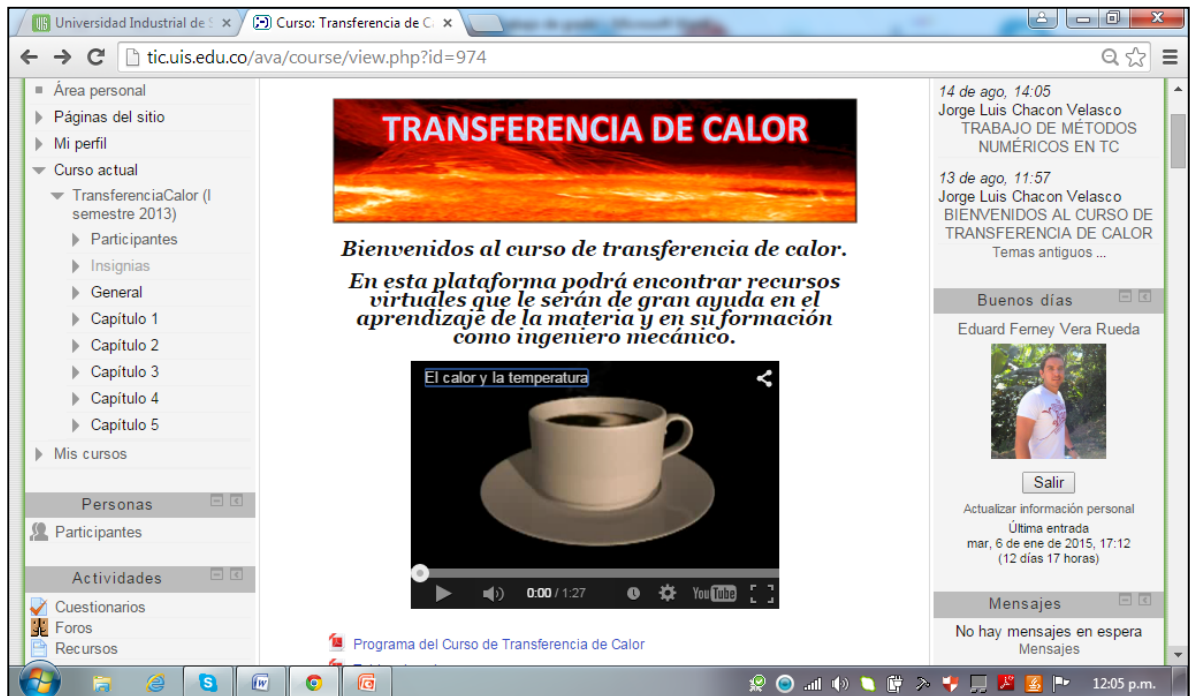 Universidad Industrial de S
Curso: Transferencia de C
tic.uis.edu.co/ava/course/view.php?id=974
Área personal
Páginas del sitio
Mi perfil
Curso actual
TransferenciaCalor (I
semestre 2013)
Participantes
Insignias
General
Capítulo 1
Capítulo 2
Capítulo 3
Capítulo 4
Capítulo 5
Mis cursos
Personas
Participantes
Actividades
Cuestionarios
Foros
Recursos
TRANSFERENCIA DE CALOR
Bienvenidos al curso de transferencia de calor.
En esta plataforma podrá encontrar recursos
virtuales que le serán de gran ayuda en el
aprendizaje de la materia y en su formación
como ingeniero mecánico.
El calor y la temperatura
0:00 / 1:27
YouTube
Programa del Curso de Transferencia de Calor
14 de ago, 14:05
Jorge Luis Chacon Velasco
TRABAJO DE MÉTODOS
NUMÉRICOS EN TC
13 de ago, 11:57
Jorge Luis Chacon Velasco
BIENVENIDOS AL CURSO DE
TRANSFERENCIA DE CALOR
Temas antiguos ...
Buenos días
Eduard Ferney Vera Rueda
Salir
Actualizar información personal
Última entrada
mar, 6 de ene de 2015, 17:12
(12 días 17 horas)
Mensajes
No hay mensajes en espera
Mensajes
12:05 p.m.